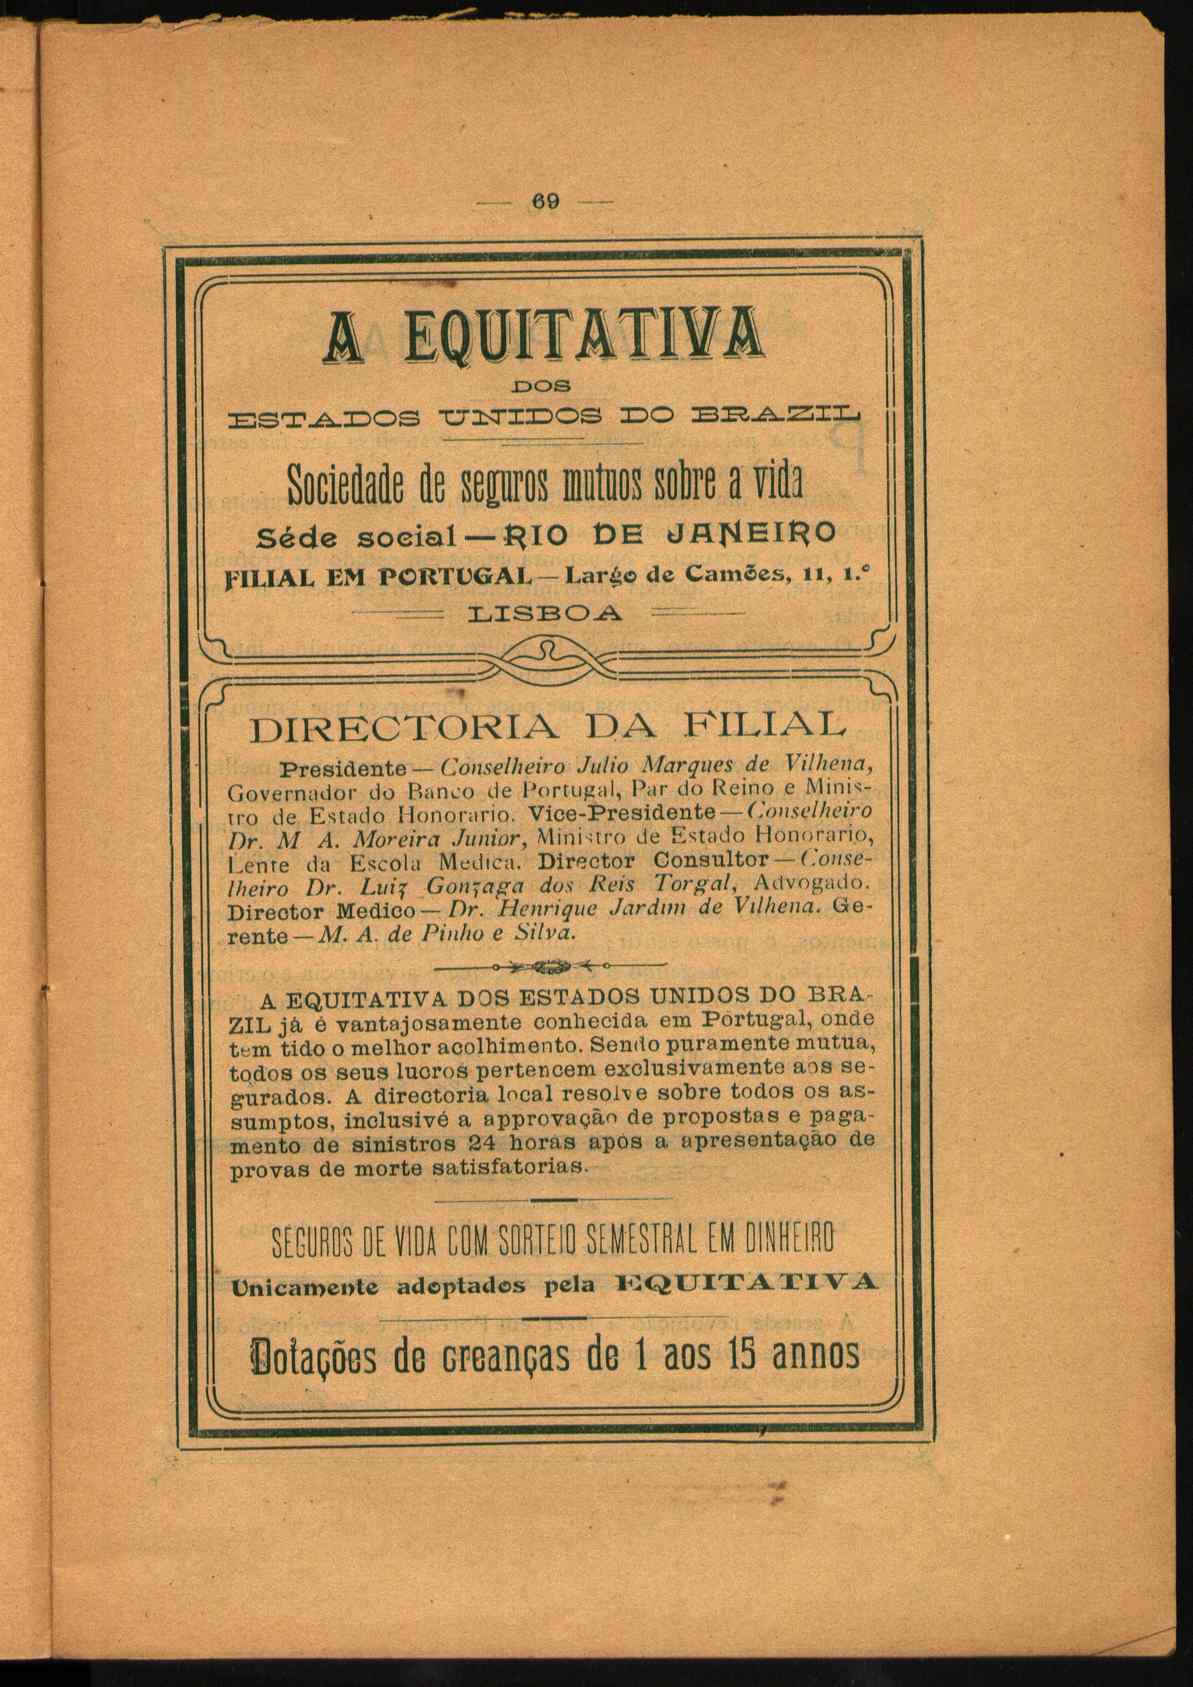 — 69 —
A EQUITATIVA
DOS
ESTADOS UNIDOS DO BRAZIL
Sociedade de seguros mutuos sobre a vida
Séde social — RIO DE JANEIRO
FILIAL EM PORTUGAL — Largo de Camões, 11, 1.º
LISBOA
DIRECTORIA DA FILIAL
Presidente — Conselheiro Julio Marques de Vilhena,
Governador do Banco de Portugal, Par do Reino e Minis-
tro de Estado Honorario. Vice-Presidente — Conselheiro
Dr. M A. Moreira Junior, Ministro de Estado Honorario,
Lente da Escola Medica. Director Consultor — Conse-
lheiro Dr. Luiz Gonzaga dos Reis Torgal, Advogado.
Director Medico — Dr. Henrique Jardim de Vilhena. Ge-
rente — M. A. de Pinho e Silva.
A EQUITATIVA DOS ESTADOS UNIDOS DO BRA-
ZIL já é vantajosamente conhecida em Portugal, onde
tem tido o melhor acolhimento. Sendo puramente mutua,
todos os seus lucros pertencem exclusivamente aos se-
gurados. A directoria local resolve sobre todos os as-
sumptos, inclusivé a approvação de propostas e paga-
mento de sinistros 24 horas apos a apresentação de
provas de morte satisfatorias.
SEGUROS DE VIDA COM SORTEIO SEMESTRAL EM DINHEIRO
Unicamente adoptados pela EQUITATIVA
Dotações de creanças de 1 aos 15 annos